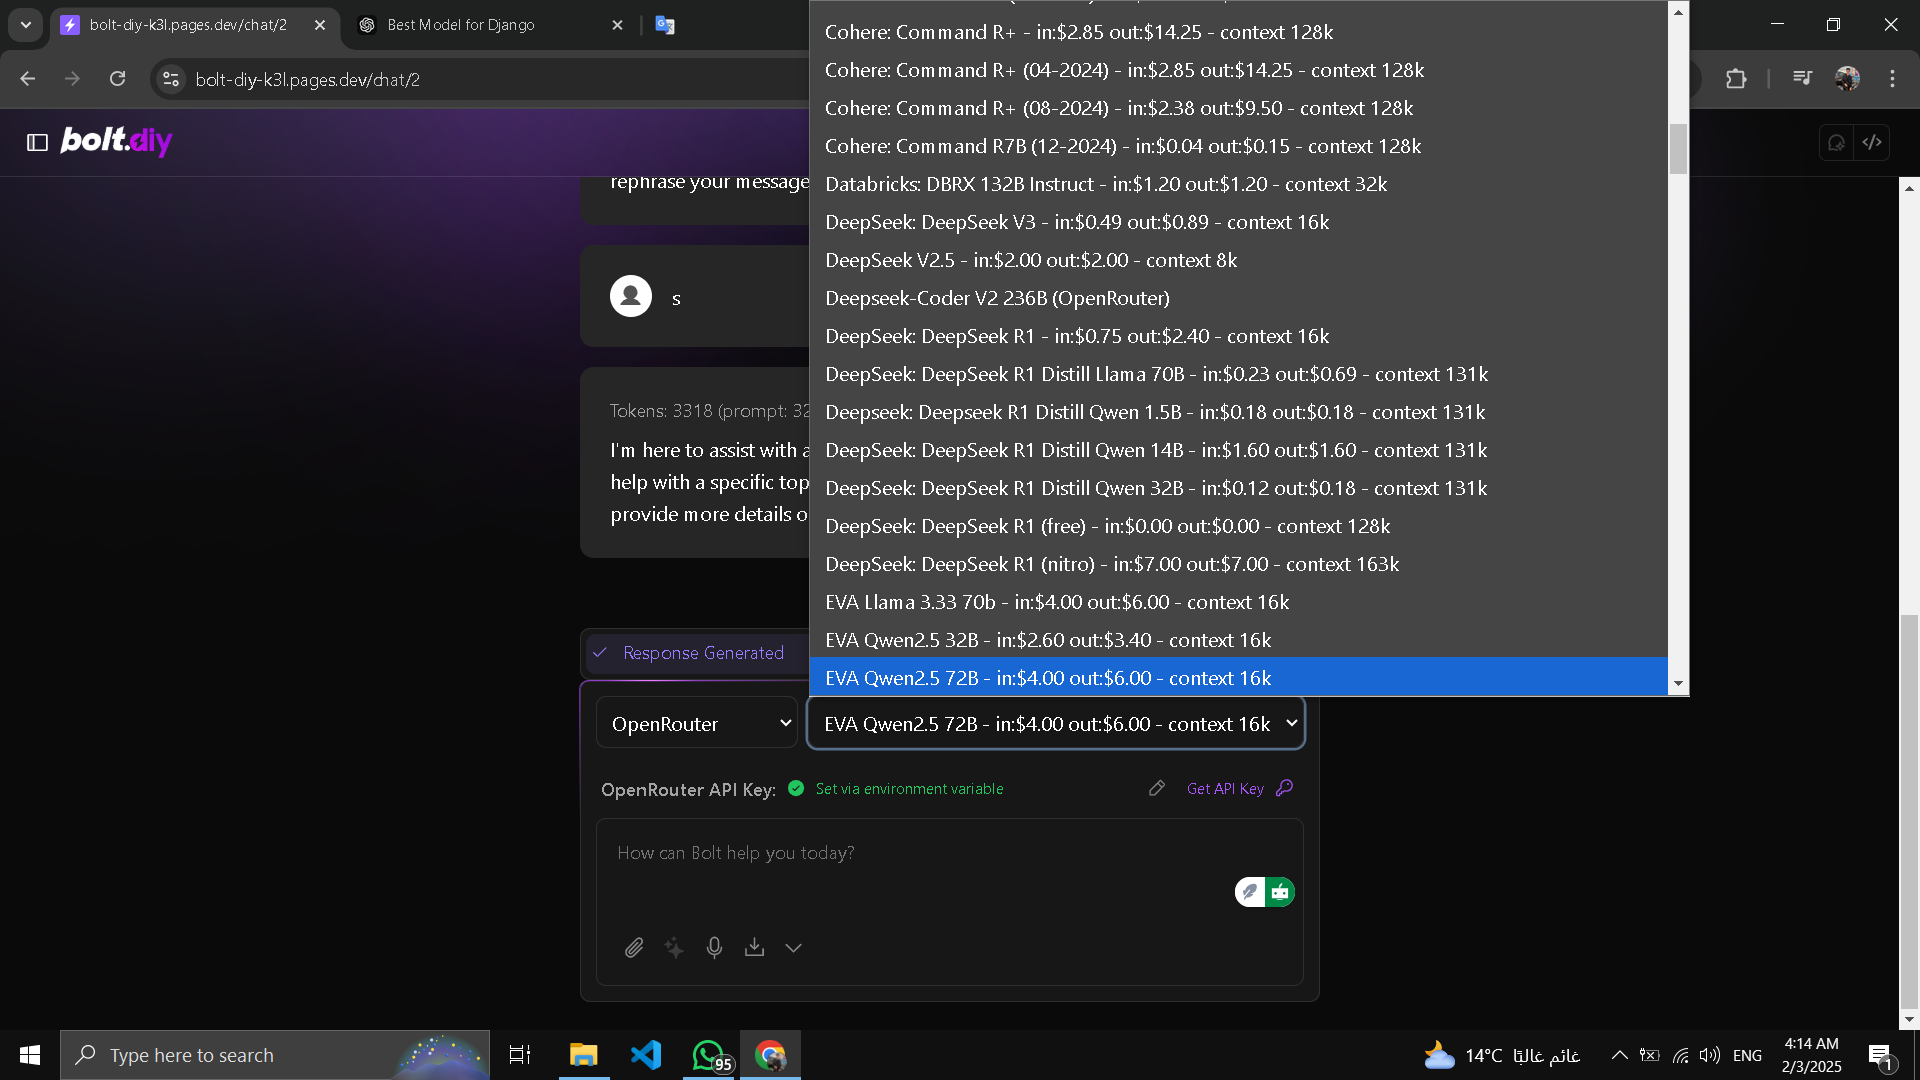 bolt-diy-k3l.pages.dev/chat/2
Best Model for Django
bolt-diy-k3l.pages.dev/chat/2
bolt.diy
rephrase your message
s
Tokens: 3318 (prompt: 32
I'm here to assist with a
help with a specific top
provide more details o
Cohere: Command R+ - in:$2.85 out:$14.25 - context 128k
Cohere: Command R+ (04-2024) - in:$2.85 out:$14.25 - context 128k
Cohere: Command R+ (08-2024) - in:$2.38 out:$9.50 - context 128k
Cohere: Command R7B (12-2024) - in:$0.04 out:$0.15 - context 128k
Databricks: DBRX 132B Instruct - in:$1.20 out:$1.20 - context 32k
DeepSeek: DeepSeek V3 - in:$0.49 out:$0.89 - context 16k
DeepSeek V2.5 - in:$2.00 out:$2.00 - context 8k
Deepseek-Coder V2 236B (OpenRouter)
DeepSeek: DeepSeek R1 - in:$0.75 out:$2.40 - context 16k
DeepSeek: DeepSeek R1 Distill Llama 70B - in:$0.23 out:$0.69 - context 131k
Deepseek: Deepseek R1 Distill Qwen 1.5B - in:$0.18 out:$0.18 - context 131k
DeepSeek: DeepSeek R1 Distill Qwen 14B - in:$1.60 out:$1.60 - context 131k
DeepSeek: DeepSeek R1 Distill Qwen 32B - in:$0.12 out:$0.18 - context 131k
DeepSeek: DeepSeek R1 (free) - in:$0.00 out:$0.00 - context 128k
DeepSeek: DeepSeek R1 (nitro) - in:$7.00 out:$7.00 - context 163k
EVA Llama 3.33 70b - in:$4.00 out:$6.00 - context 16k
EVA Qwen2.5 32B - in:$2.60 out:$3.40 - context 16k
EVA Qwen2.5 72B - in:$4.00 out:$6.00 - context 16k
Response Generated
OpenRouter
EVA Qwen2.5 72B - in:$4.00 out:$6.00 - context 16k
OpenRouter API Key:
Set via environment variable
Get API Key
How can Bolt help you today?
Type here to search
95
14°C غائم غالبًا
ENG
4:14 AM
2/3/2025
1